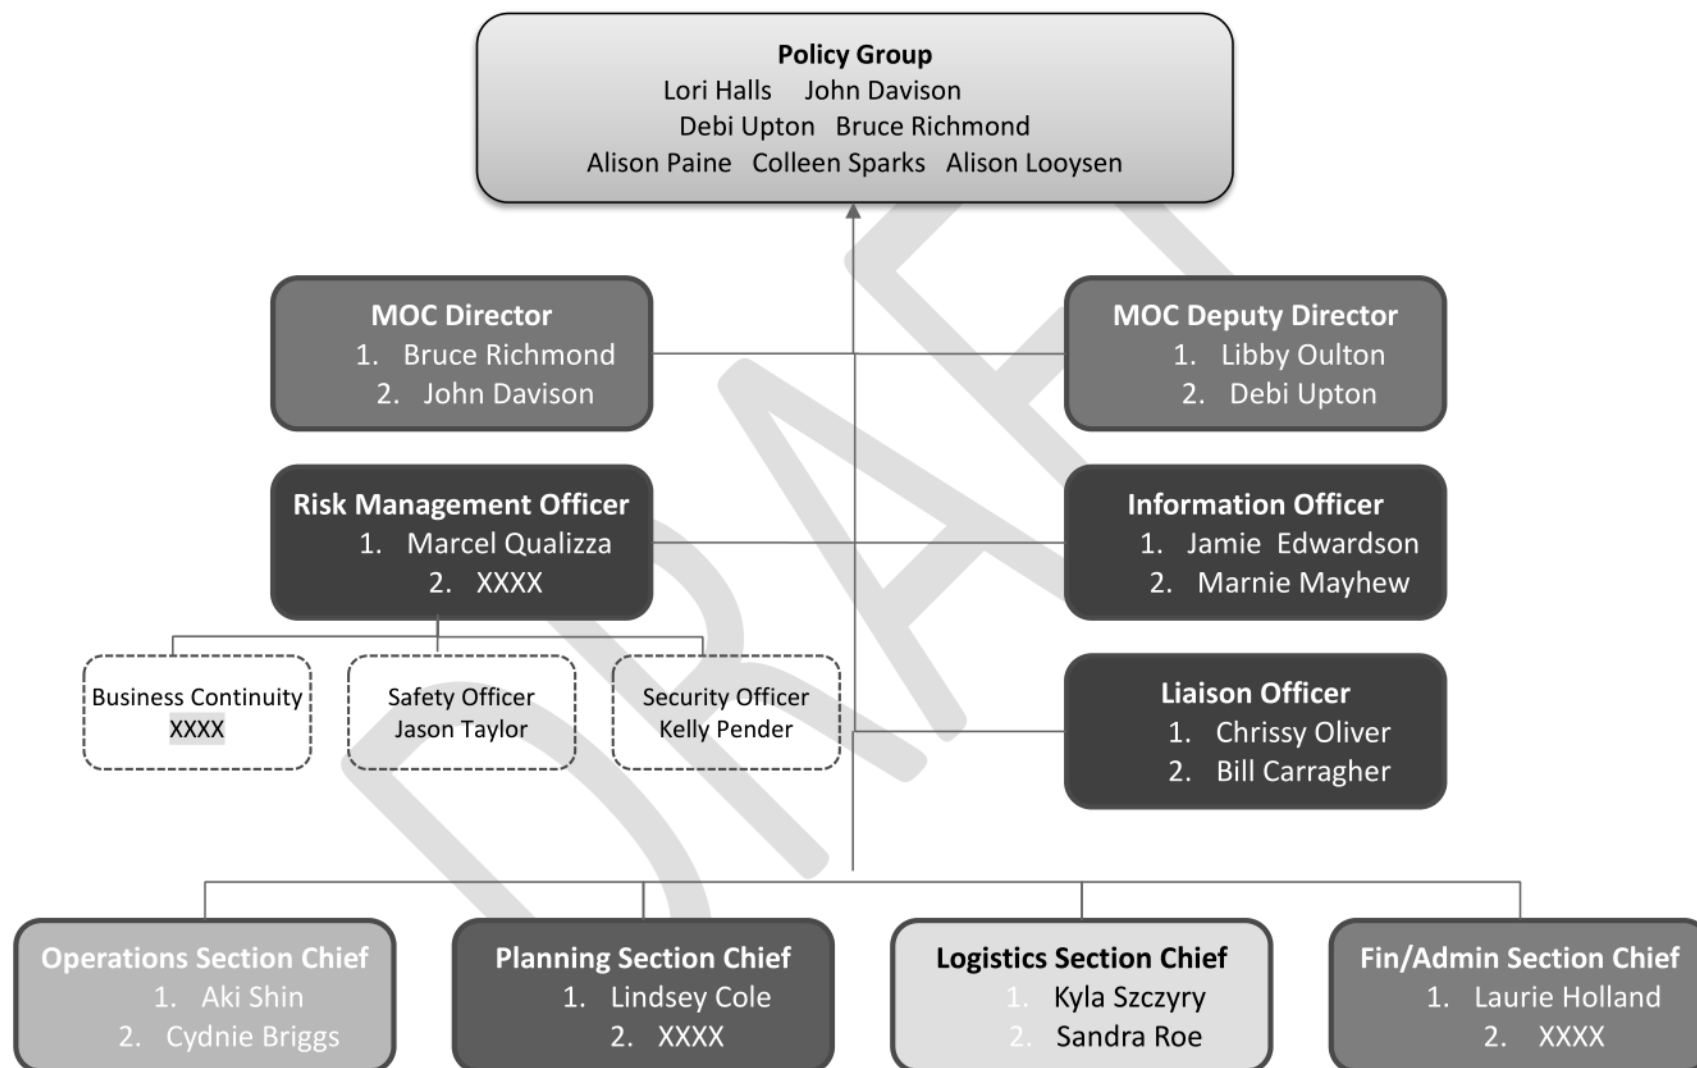 Policy Group
Lori Halls John Davison
Debi Upton Bruce Richmond
Alison Paine Colleen Sparks Alison Looysen
MOC Director
1. Bruce Richmond
2. John Davison
MOC Deputy Director
1. Libby Oulton
2. Debi Upton
Risk Management Officer
1. Marcel Qualizza
2. XXXX
Information Officer
1. Jamie Edwardson
2. Marnie Mayhew
Business Continuity
XXXX
Safety Officer
Jason Taylor
Security Officer
Kelly Pender
Liaison Officer
1. Chrissy Oliver
2. Bill Carragher
Operations Section Chief
1. Aki Shin
2. Cydnie Briggs
Planning Section Chief
1. Lindsey Cole
2. XXXX
Logistics Section Chief
1. Kyla Szczyry
2. Sandra Roe
Fin/Admin Section Chief
1. Laurie Holland
2. XXXX
DRAFT